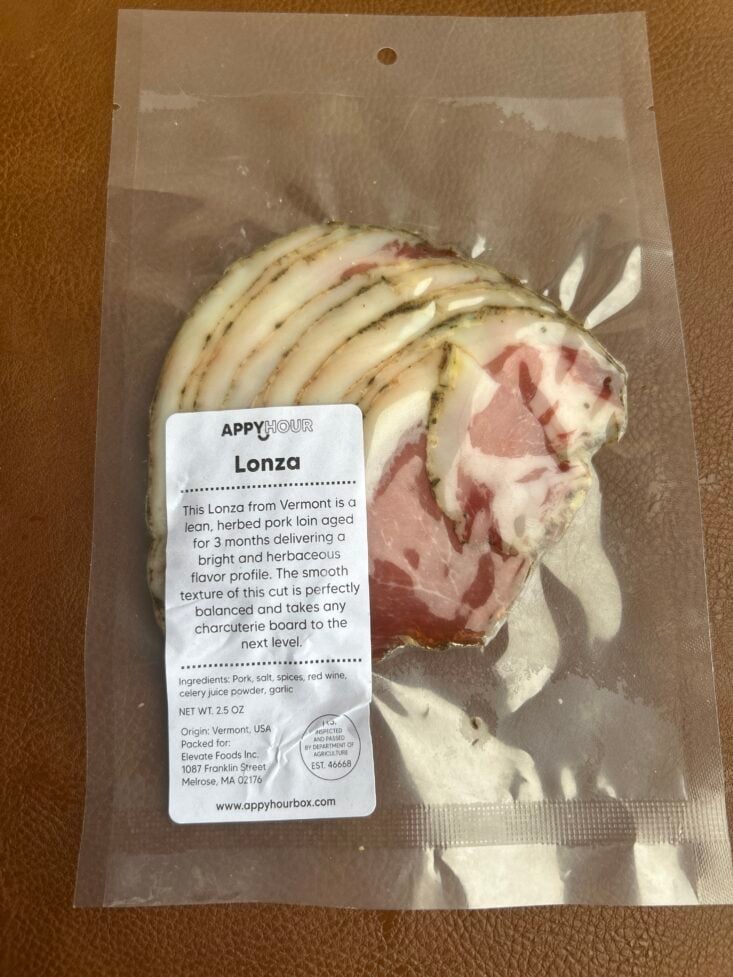 APPYHOUR
Lonza
This Lonza from Vermont is a
lean, herbed pork loin aged
for 3 months delivering a
bright and herbaceous
flavor profile. The smooth
texture of this cut is perfectly
balanced and takes any
charcuterie board to the
next level.
Ingredients: Pork, salt, spices, red wine,
celery juice powder, garlic
NET WT. 2.5 OZ
Origin: Vermont, USA
Packed for:
Elevate Foods Inc.
1087 Franklin Street
Melrose, MA 02176
INSPECTED
AND PASSED
BY DEPARTMENT OF
AGRICULTURE
EST. 46668
www.appyhourbox.com